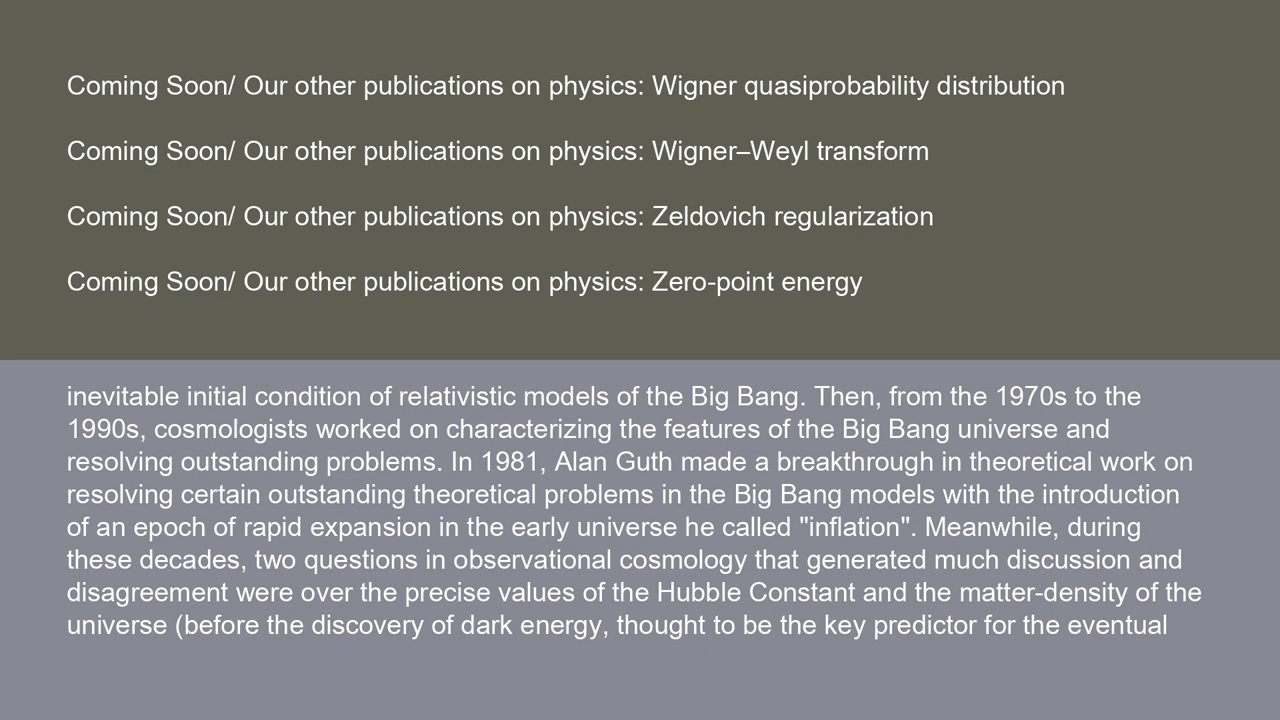 Coming Soon/ Our other publications on physics: Wigner quasiprobability distribution
Coming Soon/ Our other publications on physics: Wigner–Weyl transform
Coming Soon/ Our other publications on physics: Zeldovich regularization
Coming Soon/ Our other publications on physics: Zero-point energy
inevitable initial condition of relativistic models of the Big Bang. Then, from the 1970s to the
1990s, cosmologists worked on characterizing the features of the Big Bang universe and
resolving outstanding problems. In 1981, Alan Guth made a breakthrough in theoretical work on
resolving certain outstanding theoretical problems in the Big Bang models with the introduction
of an epoch of rapid expansion in the early universe he called "inflation". Meanwhile, during
these decades, two questions in observational cosmology that generated much discussion and
disagreement were over the precise values of the Hubble Constant and the matter-density of the
universe (before the discovery of dark energy, thought to be the key predictor for the eventual